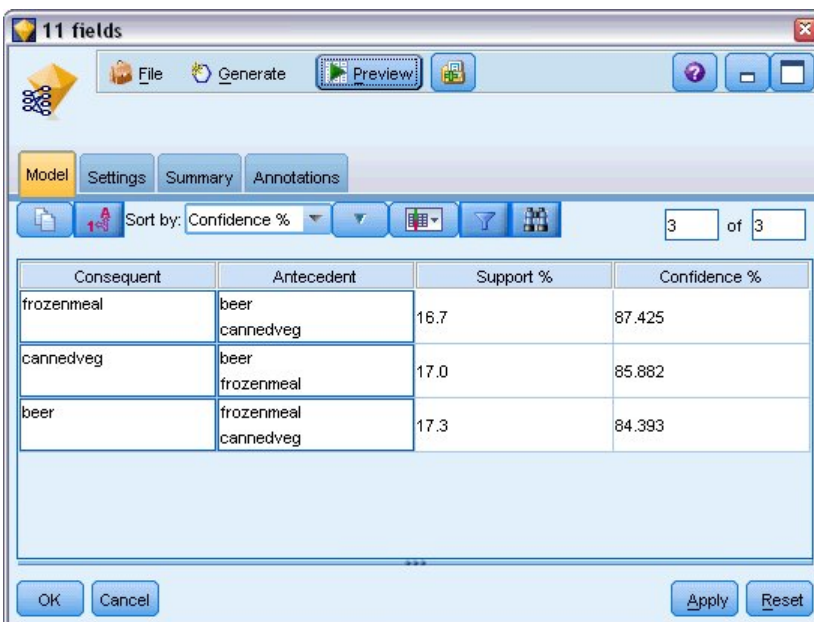 11 fields
File Generate Preview
Model Settings Summary Annotations
Sort by: Confidence % 3 of 3
Consequent Antecedent Support % Confidence %
frozenmeal beer cannedveg 16.7 87.425
cannedveg beer frozenmeal 17.0 85.882
beer frozenmeal cannedveg 17.3 84.393
OK Cancel Apply Reset